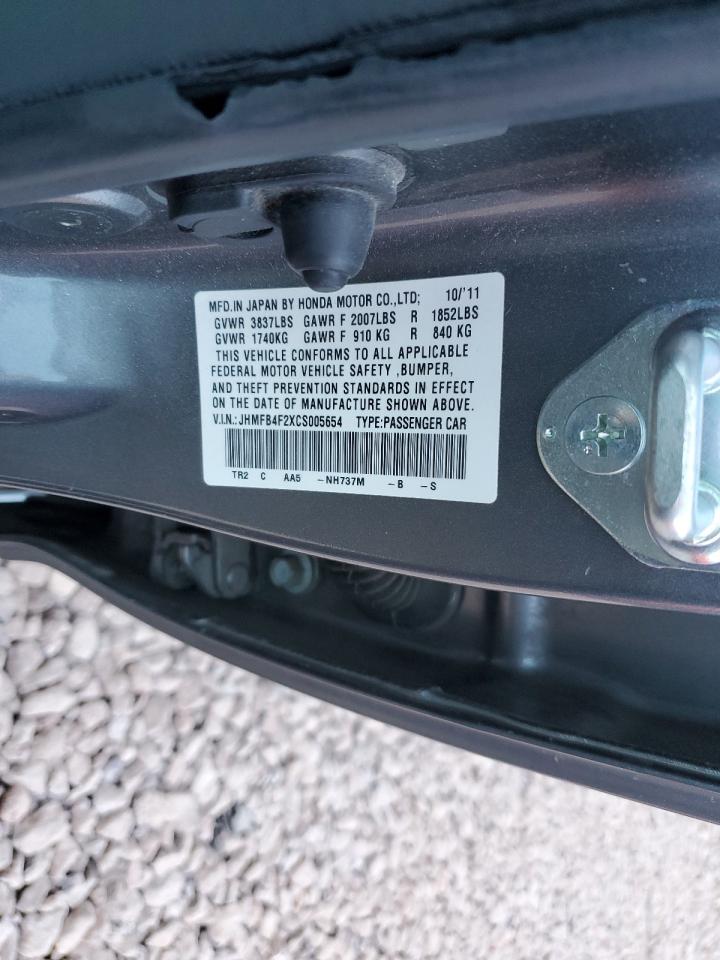 MFD.IN JAPAN BY HONDA MOTOR CO.,LTD; 10/'11
GVWR 3837LBS GAWR F 2007LBS R 1852LBS
GVWR 1740KG GAWR F 910 KG R 840 KG
THIS VEHICLE CONFORMS TO ALL APPLICABLE
FEDERAL MOTOR VEHICLE SAFETY ,BUMPER,
AND THEFT PREVENTION STANDARDS IN EFFECT
ON THE DATE OF MANUFACTURE SHOWN ABOVE.
V.I.N.: JHMFB4F2XCS005654 TYPE:PASSENGER CAR
TR2 C AA5 -NH737M -B -S